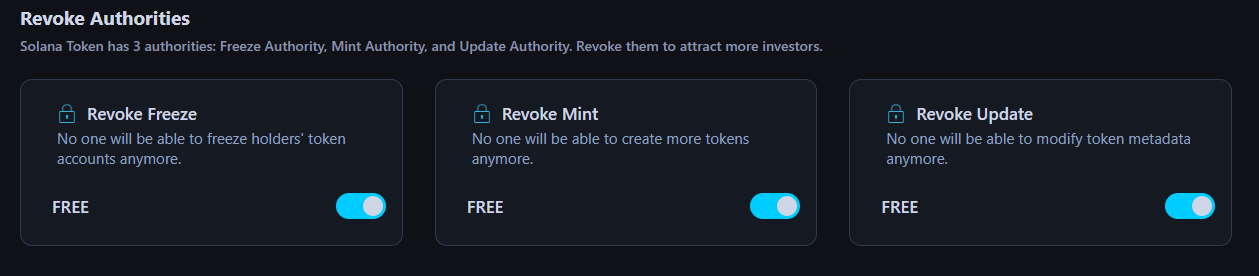 Revoke Authorities
Solana Token has 3 authorities: Freeze Authority, Mint Authority, and Update Authority. Revoke them to attract more investors.
Revoke Freeze
No one will be able to freeze holders' token
accounts anymore.
FREE
Revoke Mint
No one will be able to create more tokens
anymore.
FREE
Revoke Update
No one will be able to modify token metadata
anymore.
FREE